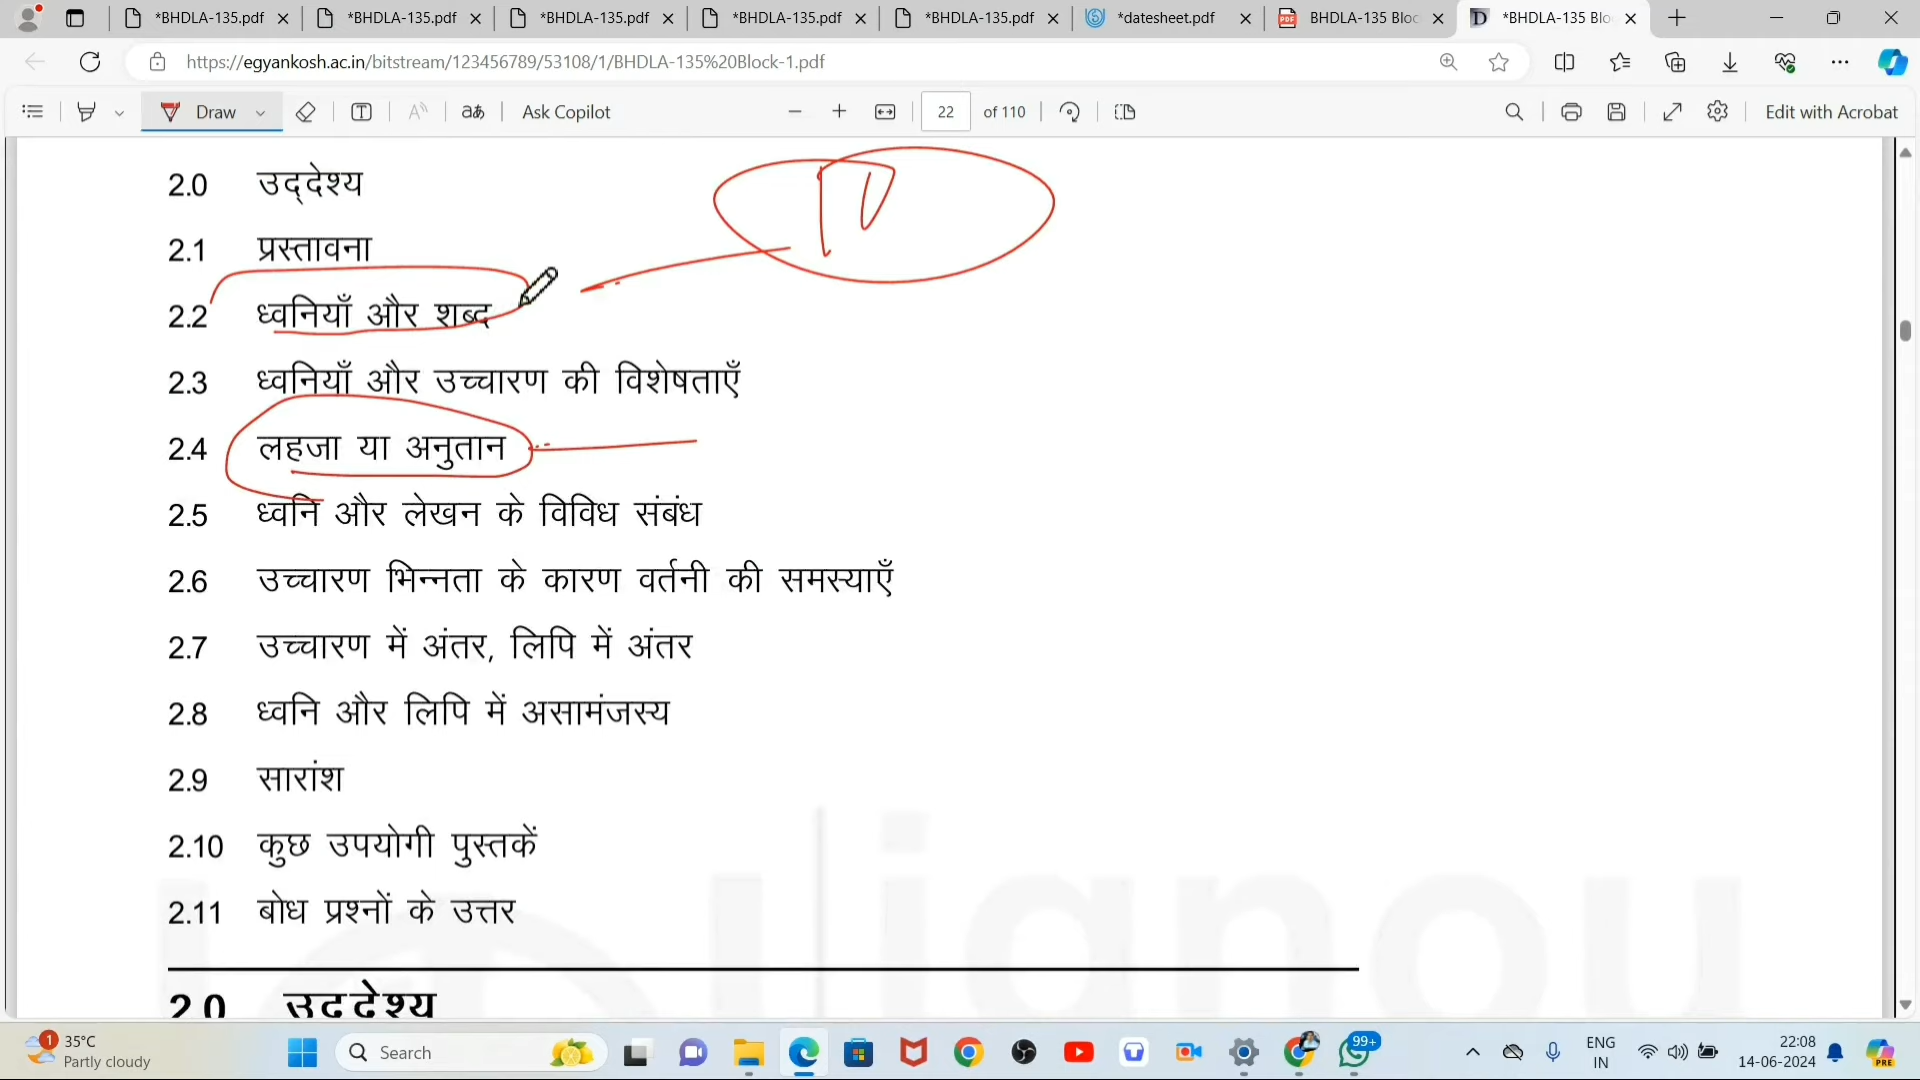 *BHDLA-135.pdf *BHDLA-135.pdf *BHDLA-135.pdf *BHDLA-135.pdf *BHDLA-135.pdf *datesheet.pdf BHDLA-135 Bloc *BHDLA-135 Blo
https://egyankosh.ac.in/bitstream/123456789/53108/1/BHDLA-135%20Block-1.pdf
Draw Ask Copilot 22 of 110 Edit with Acrobat
10
2.0 उद्देश्य
2.1 प्रस्तावना
2.2 ध्वनियाँ और शब्द
2.3 ध्वनियाँ और उच्चारण की विशेषताएँ
2.4 लहजा या अनुतान
2.5 ध्वनि और लेखन के विविध संबंध
2.6 उच्चारण भिन्नता के कारण वर्तनी की समस्याएँ
2.7 उच्चारण में अंतर, लिपि में अंतर
2.8 ध्वनि और लिपि में असामंजस्य
2.9 सारांश
2.10 कुछ उपयोगी पुस्तकें
2.11 बोध प्रश्नों के उत्तर
ignou
2.0 उद्देश्य
1 35°C
Partly cloudy
Search
99+
ENG
IN
22:08
14-06-2024
PRE